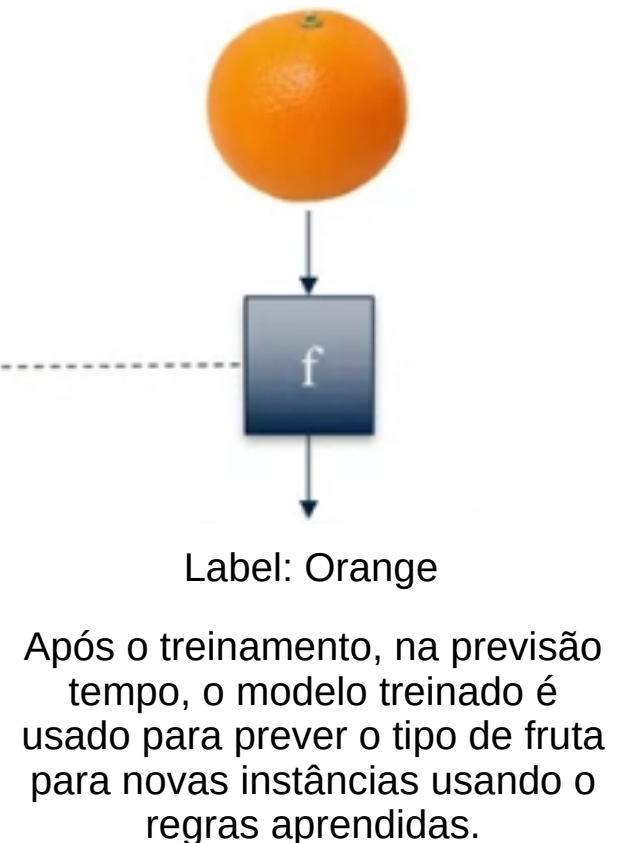 f
Label: Orange
Após o treinamento, na previsão
tempo, o modelo treinado é
usado para prever o tipo de fruta
para novas instâncias usando o
regras aprendidas.